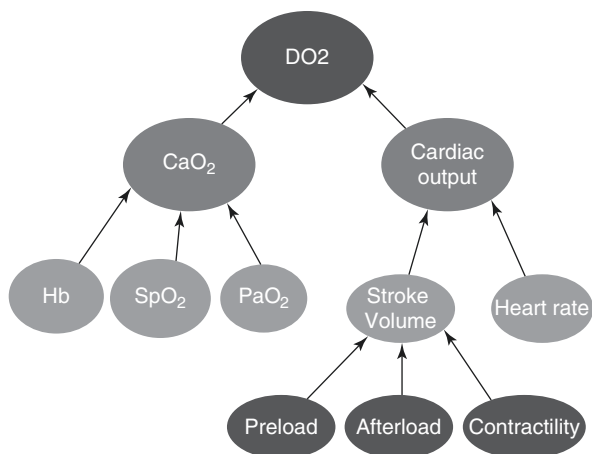 DO2
CaO₂
Cardiac
output
Hb
SpO₂
PaO₂
Stroke
Volume
Heart rate
Preload
Afterload
Contractility